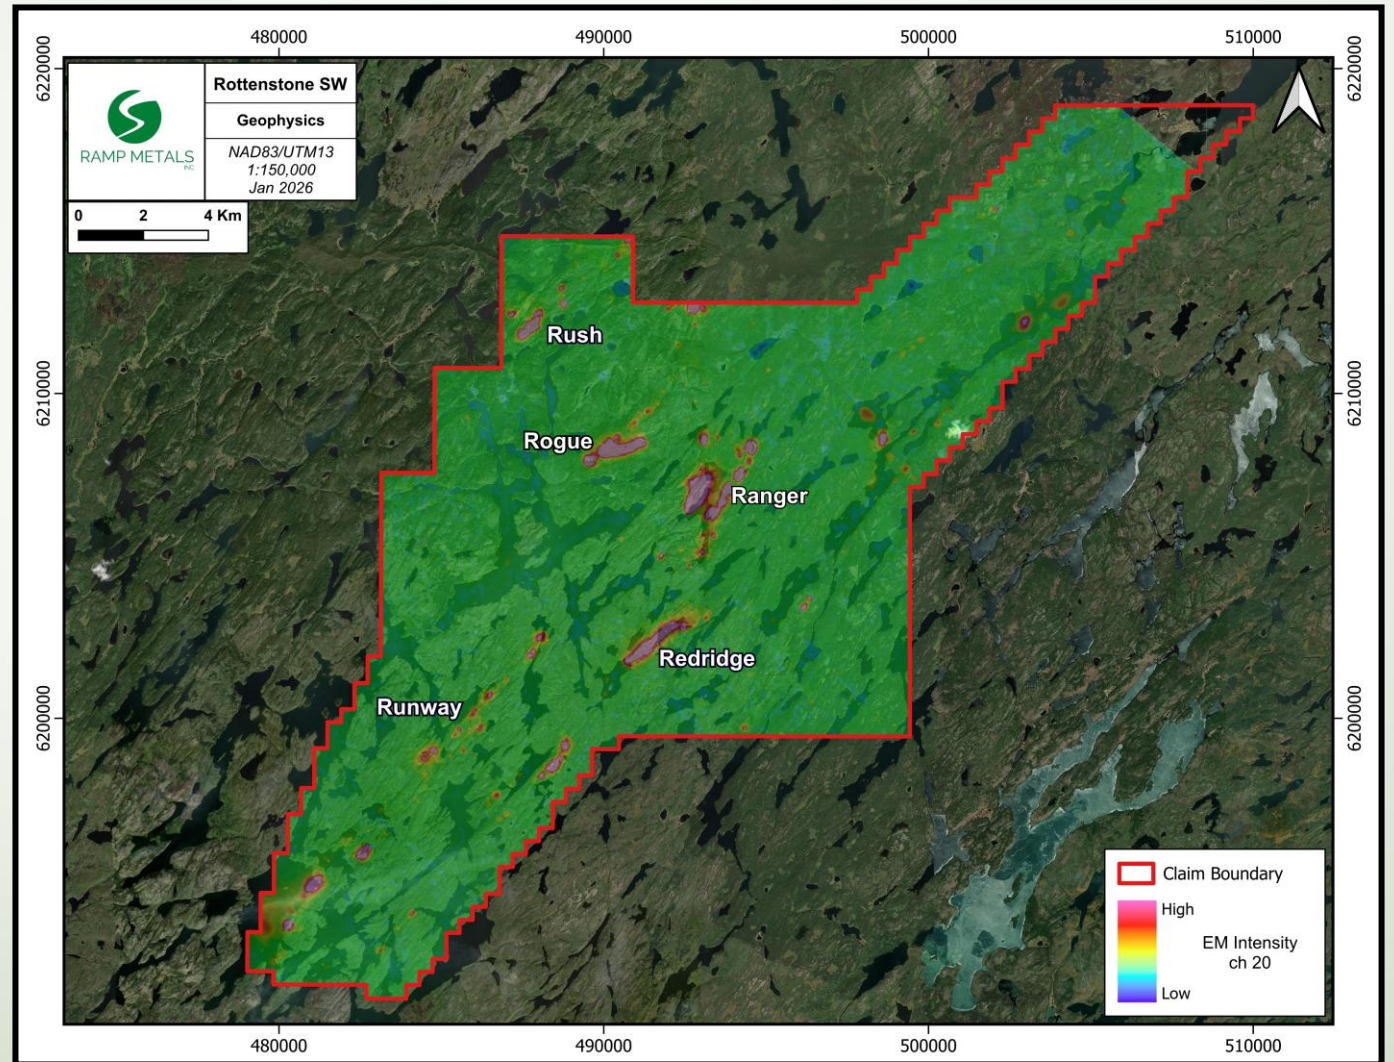 480000
490000
500000
510000
6220000
6220000
RAMP METALS
INC
Rottenstone SW
Geophysics
NAD83/UTM13
1:150,000
Jan 2026
0 2 4 Km
Rush
6210000
6210000
Rogue
Ranger
Redridge
Runway
6200000
6200000
Claim Boundary
High
EM Intensity
ch 20
Low
480000
490000
500000
510000